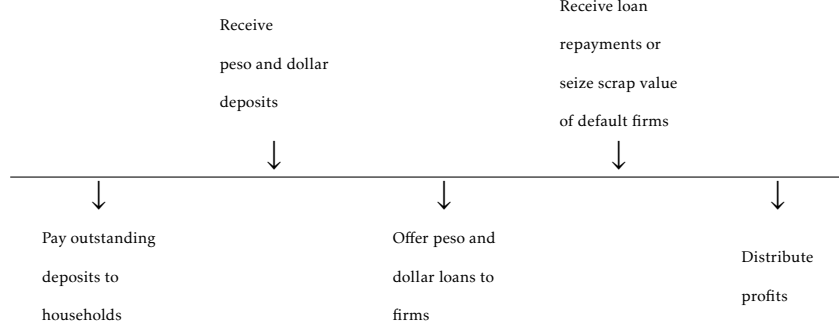 Receive
peso and dollar
deposits
Receive loan
repayments or
seize scrap value
of default firms
Pay outstanding
deposits to
households
Offer peso and
dollar loans to
firms
Distribute
profits